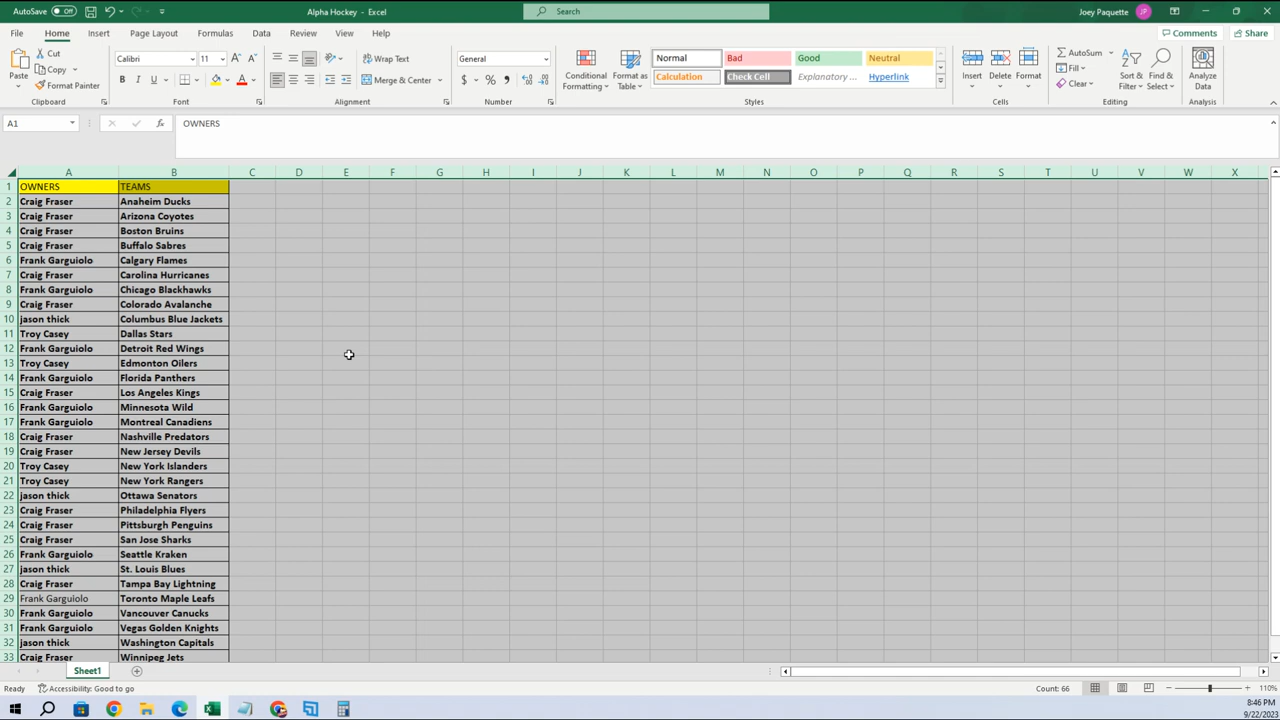 AutoSave Off Alpha Hockey - Excel Search Joey Paquette JP
File Home Insert Page Layout Formulas Data Review View Help Comments Share
Paste Cut Copy Format Painter Clipboard
Calibri 11 A A B I U A Font
Wrap Text Merge & Center Alignment
General $ % , Number
Conditional Formatting Format as Table Normal Bad Good Neutral Calculation Check Cell Explanatory ... Hyperlink Styles
Insert Delete Format Cells
AutoSum Fill Clear Sort & Filter Find & Select Editing
Analyze Data Analysis
A1 fx OWNERS
A B C D E F G H I J K L M N O P Q R S T U V W X
1 OWNERS TEAMS
2 Craig Fraser Anaheim Ducks
3 Craig Fraser Arizona Coyotes
4 Craig Fraser Boston Bruins
5 Craig Fraser Buffalo Sabres
6 Frank Garguiolo Calgary Flames
7 Craig Fraser Carolina Hurricanes
8 Frank Garguiolo Chicago Blackhawks
9 Craig Fraser Colorado Avalanche
10 jason thick Columbus Blue Jackets
11 Troy Casey Dallas Stars
12 Frank Garguiolo Detroit Red Wings
13 Troy Casey Edmonton Oilers
14 Frank Garguiolo Florida Panthers
15 Craig Fraser Los Angeles Kings
16 Frank Garguiolo Minnesota Wild
17 Frank Garguiolo Montreal Canadiens
18 Craig Fraser Nashville Predators
19 Craig Fraser New Jersey Devils
20 Troy Casey New York Islanders
21 Troy Casey New York Rangers
22 jason thick Ottawa Senators
23 Craig Fraser Philadelphia Flyers
24 Craig Fraser Pittsburgh Penguins
25 Craig Fraser San Jose Sharks
26 Frank Garguiolo Seattle Kraken
27 jason thick St. Louis Blues
28 Craig Fraser Tampa Bay Lightning
29 Frank Garguiolo Toronto Maple Leafs
30 Frank Garguiolo Vancouver Canucks
31 Frank Garguiolo Vegas Golden Knights
32 jason thick Washington Capitals
33 Craig Fraser Winnipeg Jets
Sheet1
Ready Accessibility: Good to go Count: 66 110%
8:46 PM
9/22/2023